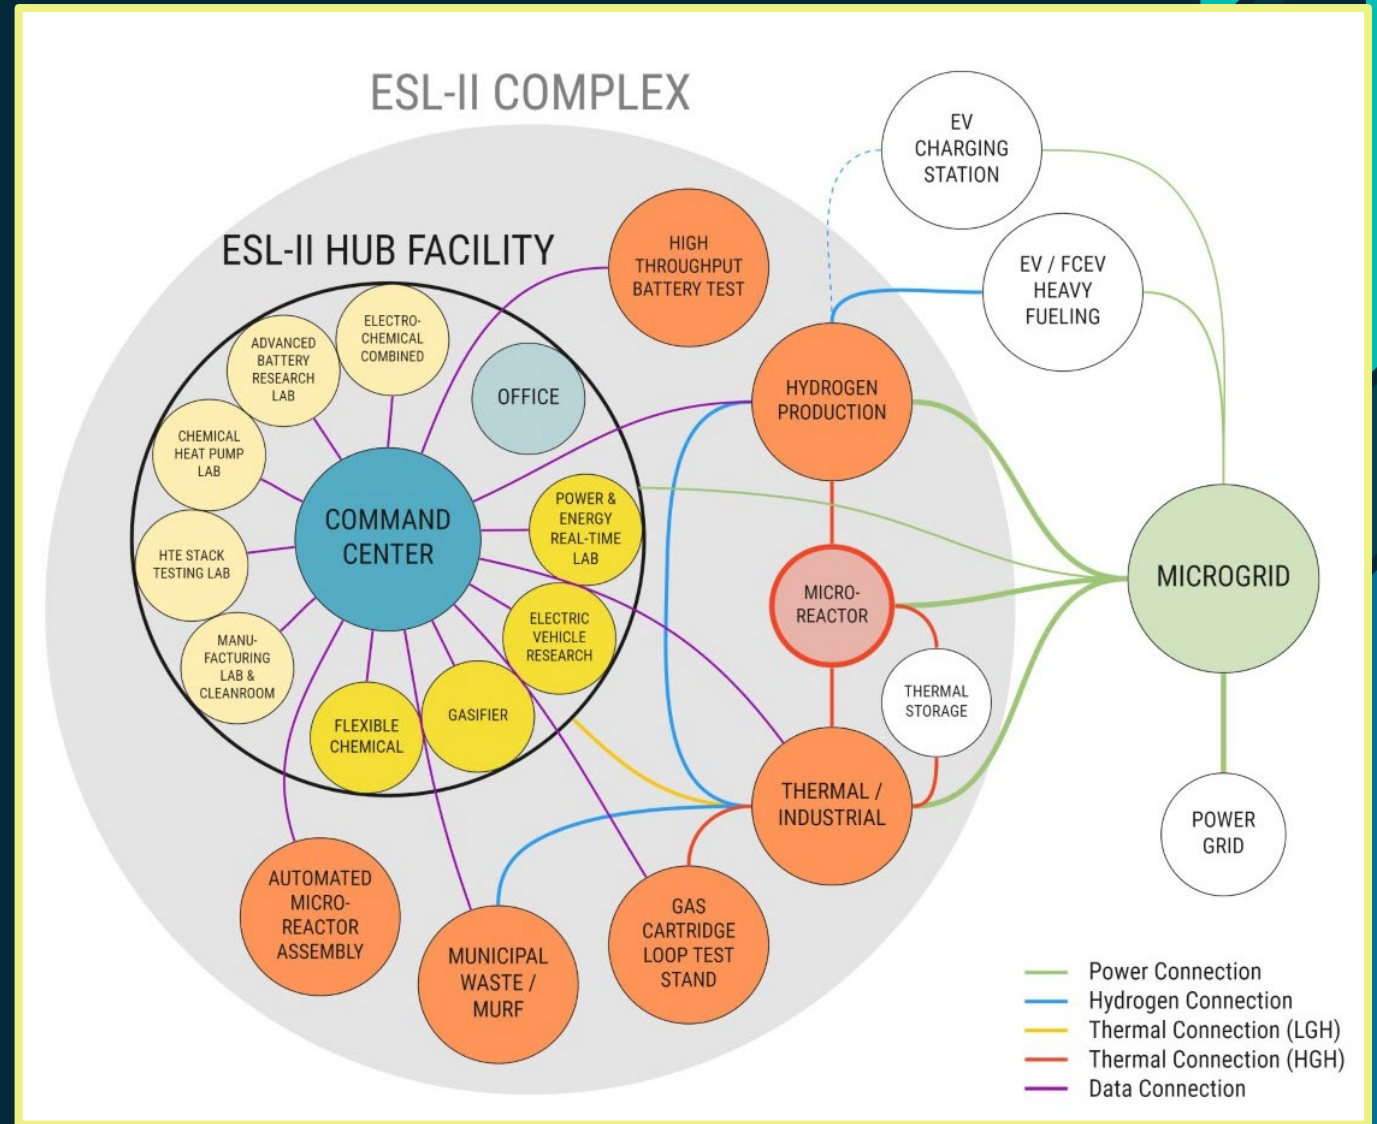 ESL-II COMPLEX
EV
CHARGING
STATION
HIGH
THROUGHPUT
BATTERY TEST
ESL-II HUB FACILITY
EV / FCEV
HEAVY
FUELING
ELECTRO-
CHEMICAL
COMBINED
ADVANCED
BATTERY
RESEARCH
LAB
OFFICE
HYDROGEN
PRODUCTION
CHEMICAL
HEAT PUMP
LAB
COMMAND
CENTER
POWER &
ENERGY
REAL-TIME
LAB
HTE STACK
TESTING LAB
MICRO-
REACTOR
MICROGRID
ELECTRIC
VEHICLE
RESEARCH
MANU-
FACTURING
LAB &
CLEANROOM
THERMAL
STORAGE
FLEXIBLE
CHEMICAL
GASIFIER
THERMAL /
INDUSTRIAL
POWER
GRID
AUTOMATED
MICRO-
REACTOR
ASSEMBLY
MUNICIPAL
WASTE /
MURF
GAS
CARTRIDGE
LOOP TEST
STAND
Power Connection
Hydrogen Connection
Thermal Connection (LGH)
Thermal Connection (HGH)
Data Connection